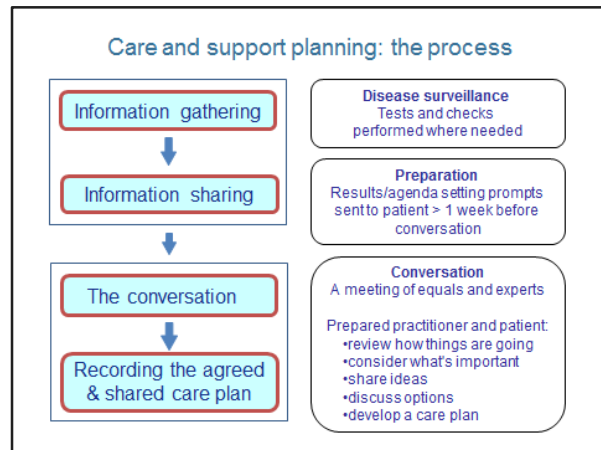 Care and support planning: the process
Information gathering
Information sharing
The conversation
Recording the agreed
& shared care plan
Disease surveillance
Tests and checks
performed where needed
Preparation
Results/agenda setting prompts
sent to patient > 1 week before
conversation
Conversation
A meeting of equals and experts
Prepared practitioner and patient:
•review how things are going
•consider what's important
•share ideas
•discuss options
•develop a care plan